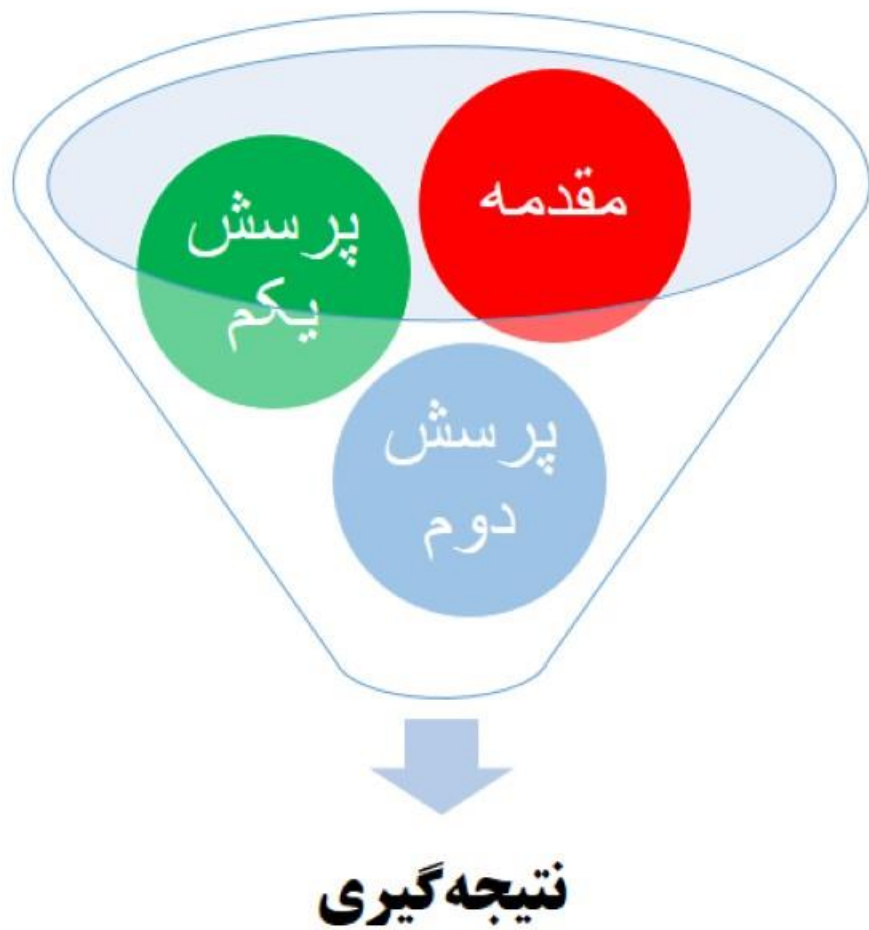 مقدمه
پرسش
یکم
پرسش
دوم
نتیجه‌گیری